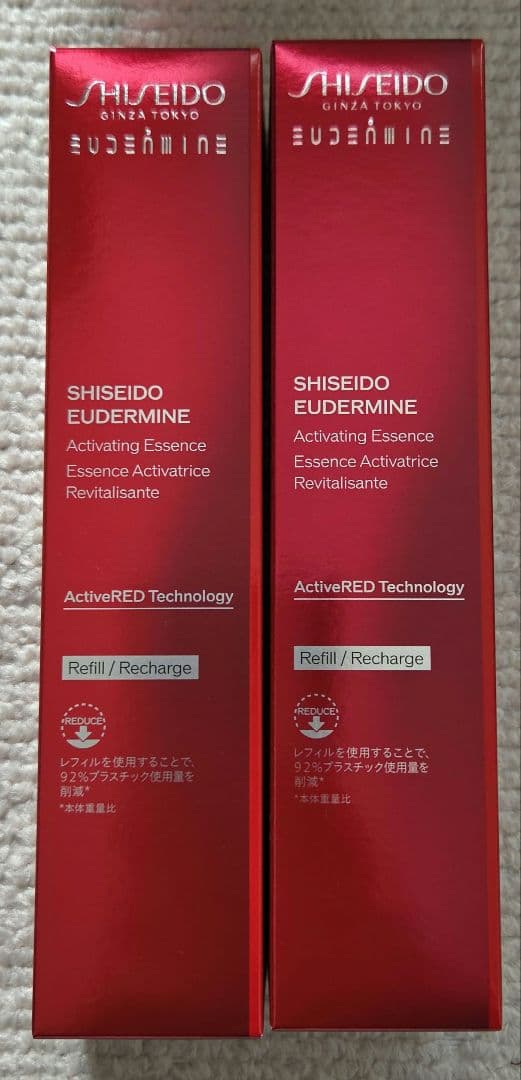 SHISEIDO
GINZA TOKYO
EUDERMINE
SHISEIDO
EUDERMINE
Activating Essence
Essence Activatrice
Revitalisante
ActiveRED Technology
Refill / Recharge
REDUCE
レフィルを使用することで、
92%プラスチック使用量を
削減*
*本体重量比
SHISEIDO
GINZA TOKYO
EUDERMINE
SHISEIDO
EUDERMINE
Activating Essence
Essence Activatrice
Revitalisante
ActiveRED Technology
Refill / Recharge
REDUCE
レフィルを使用することで、
92%プラスチック使用量を
削減*
*本体重量比